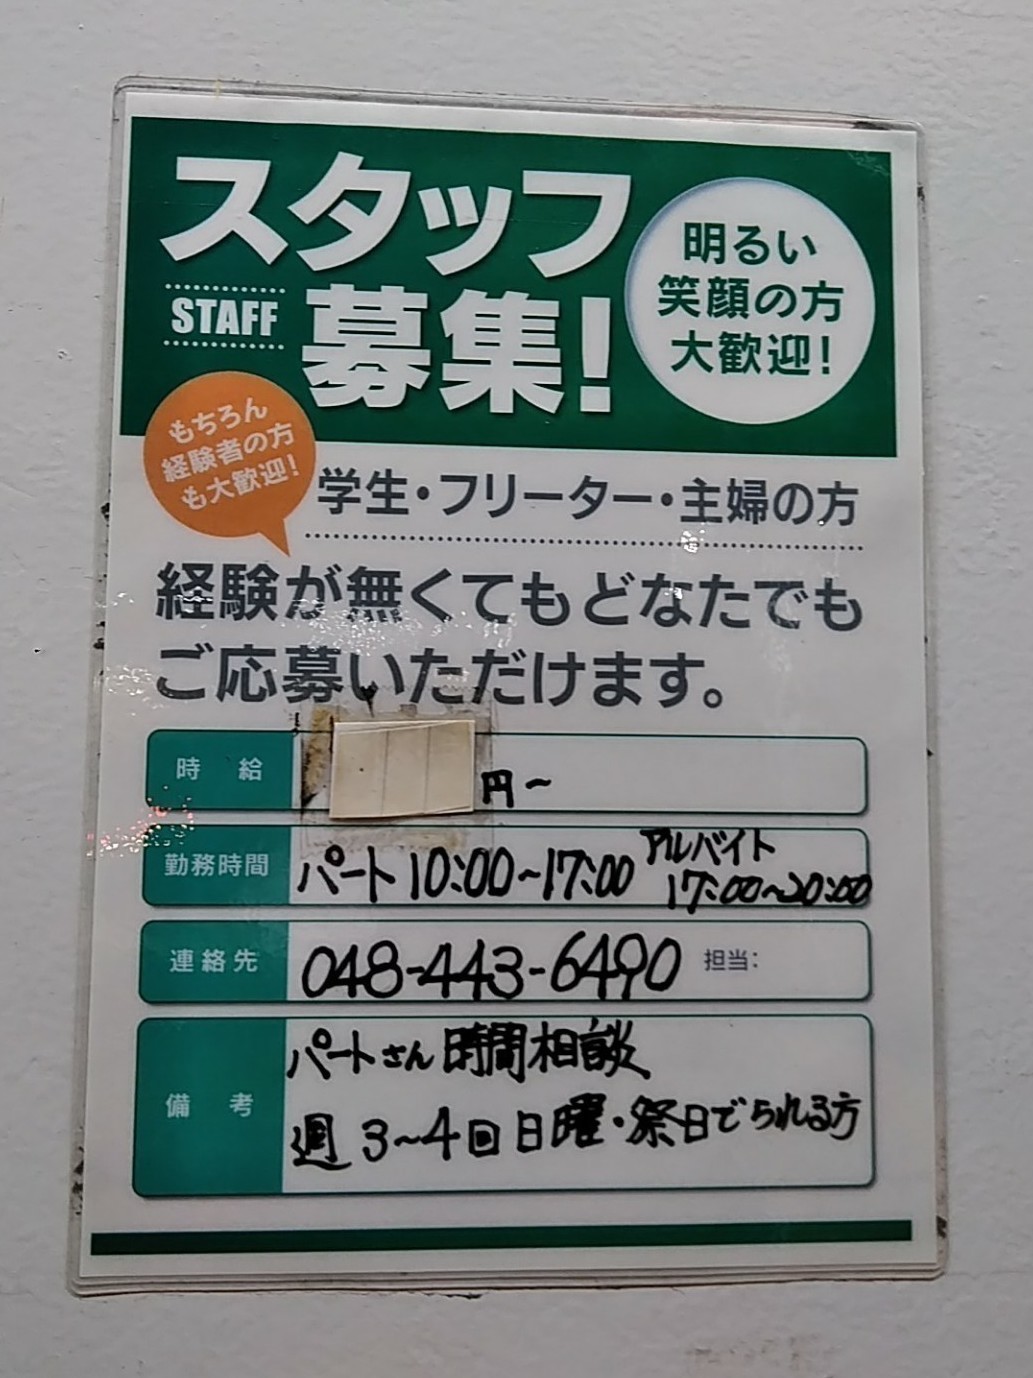 スタッフ
STAFF
募集!
明るい
笑顔の方
大歓迎!
もちろん
経験者の方
も大歓迎!
学生・フリーター・主婦の方
経験が無くてもどなたでも
ご応募いただけます。
時給 円~
勤務時間 パート10:00~17:00 アルバイト
17:00~20:00
連絡先 048-443-6490 担当:
備考 パートさん時間相談
週3~4回日曜・祭日でられる方